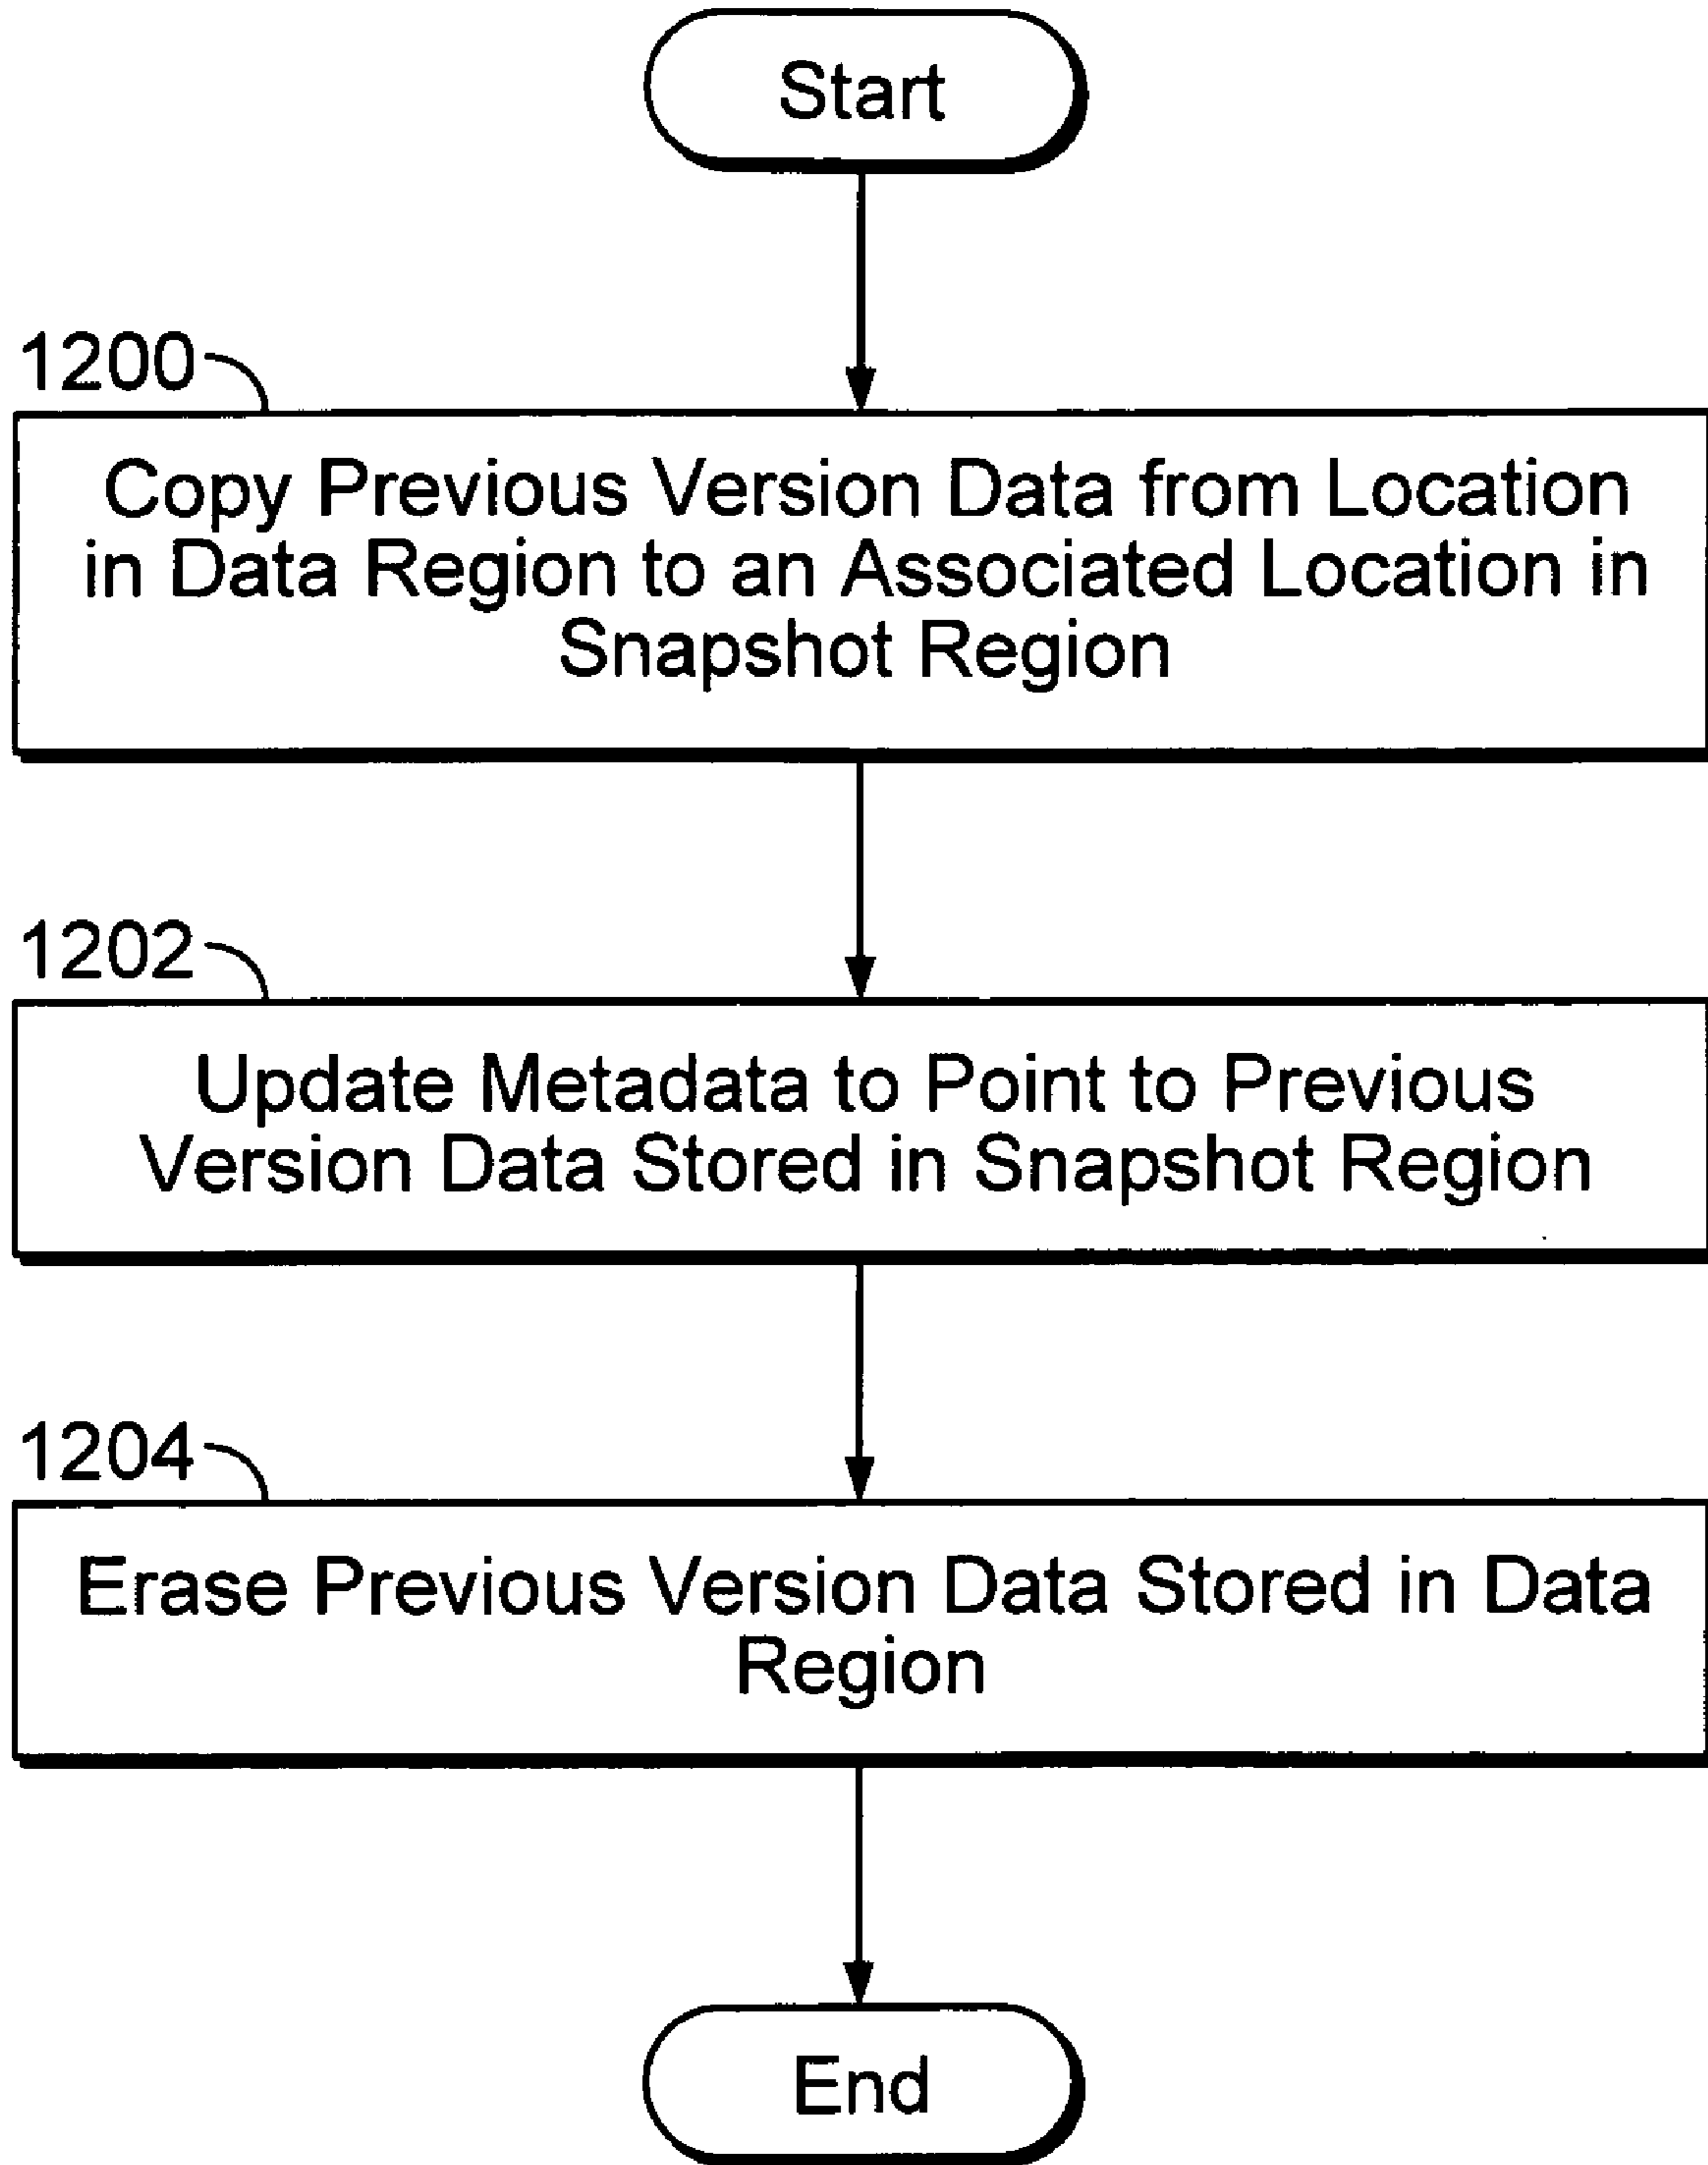 Start
1200
Copy Previous Version Data from Location
in Data Region to an Associated Location in
Snapshot Region
1202
Update Metadata to Point to Previous
Version Data Stored in Snapshot Region
1204
Erase Previous Version Data Stored in Data
Region
End